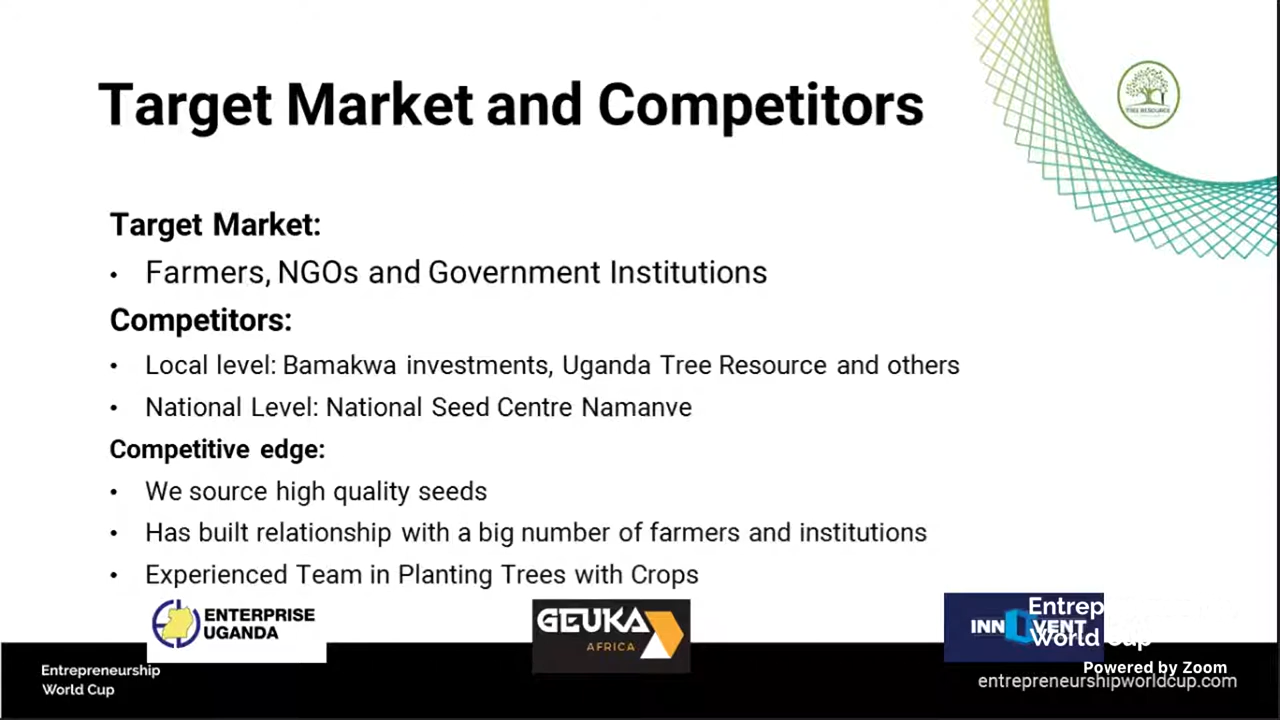 Target Market and Competitors
TREE RESOURCE
Target Market:
• Farmers, NGOs and Government Institutions
Competitors:
• Local level: Bamakwa investments, Uganda Tree Resource and others
• National Level: National Seed Centre Namanve
Competitive edge:
• We source high quality seeds
• Has built relationship with a big number of farmers and institutions
• Experienced Team in Planting Trees with Crops
ENTERPRISE
UGANDA
GEUKA
AFRICA
INNOVENT
Entrep
World Cup
Powered by Zoom
Entrepreneurship
World Cup
entrepreneurshipworldcup.com